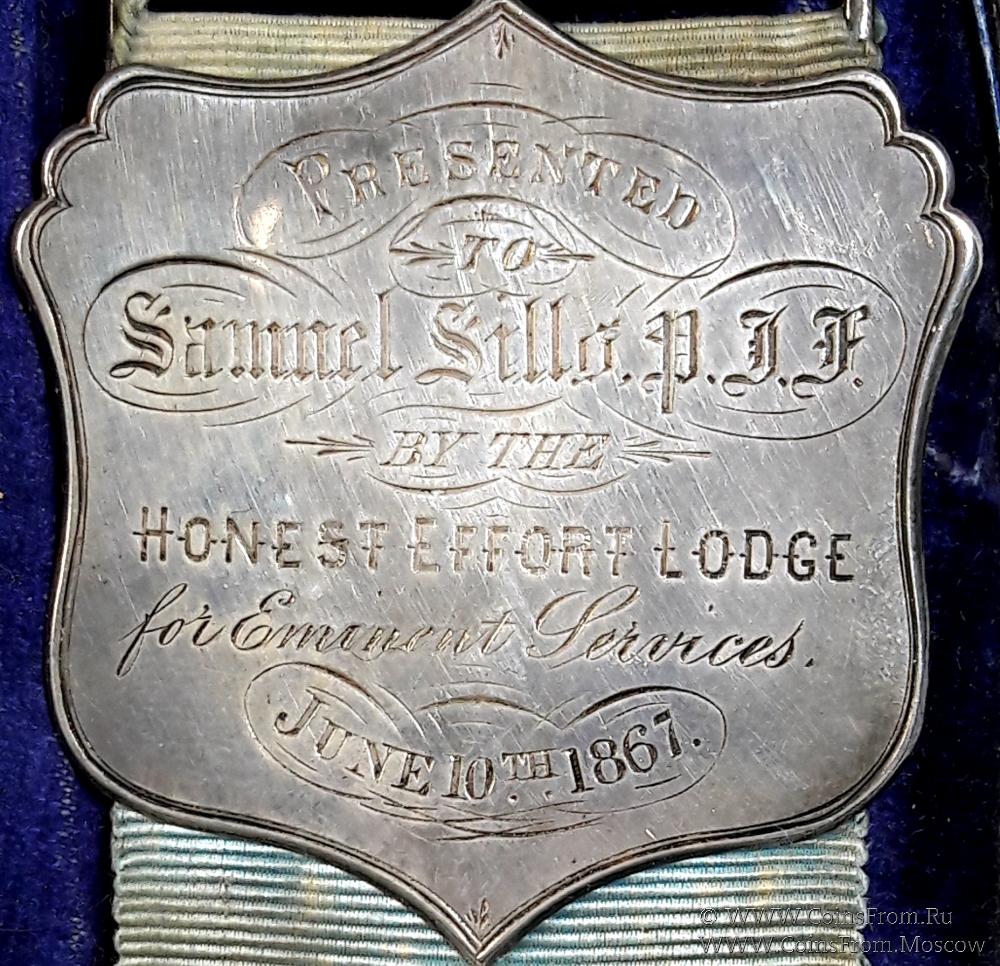 PRESENTED
TO
Samuel Sills. P.J.F.
BY THE
HONEST EFFORT LODGE
for Eminent Services.
JUNE 10TH 1867.
© WWW.CoinsFrom.Ru
WWW.CoinsFrom.Moscow